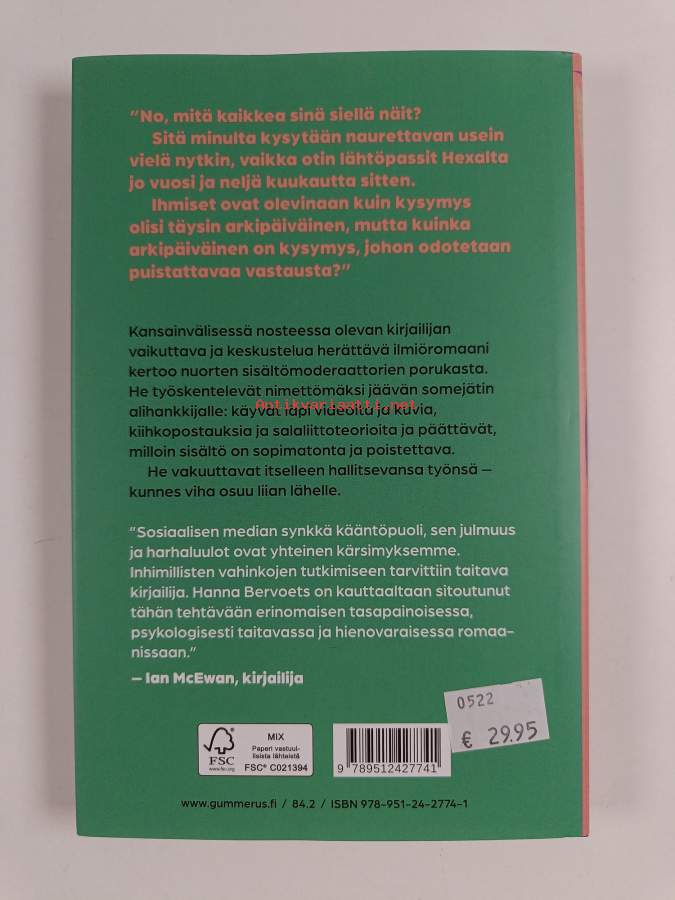 "No, mitä kaikkea sinä siellä näit?
Sitä minulta kysytään naurettavan usein
vielä nytkin, vaikka otin lähtöpassit Hexalta
jo vuosi ja neljä kuukautta sitten.
Ihmiset ovat olevinaan kuin kysymys
olisi täysin arkipäiväinen, mutta kuinka
arkipäiväinen on kysymys, johon odotetaan
puistattavaa vastausta?"
Kansainvälisessä nosteessa olevan kirjailijan
vaikuttava ja keskustelua herättävä ilmiöromaani
kertoo nuorten sisältömoderaattorien porukasta.
He työskentelevät nimettömäksi jäävän somejätin
Antikvariaatti.net
alihankkijalle: käyvät läpi videoita ja kuvia,
kiihkopostauksia ja salaliittoteorioita ja päättävät,
milloin sisältö on sopimatonta ja poistettava.
He vakuuttavat itselleen hallitsevansa työnsä –
kunnes viha osuu liian lähelle.
"Sosiaalisen median synkkä kääntöpuoli, sen julmuus
ja harhaluulot ovat yhteinen kärsimyksemme.
Inhimillisten vahinkojen tutkimiseen tarvittiin taitava
kirjailija. Hanna Bervoets on kauttaaltaan sitoutunut
tähän tehtävään erinomaisen tasapainoisessa,
psykologisesti taitavassa ja hienovaraisessa romaa-
nissaan."
– Ian McEwan, kirjailija
0522
€ 29.95
FSC
www.fsc.org
MIX
Paperi vastuul-
lisista lähteistä
FSC® C021394
9 789512 427741
www.gummerus.fi / 84.2 / ISBN 978-951-24-2774-1